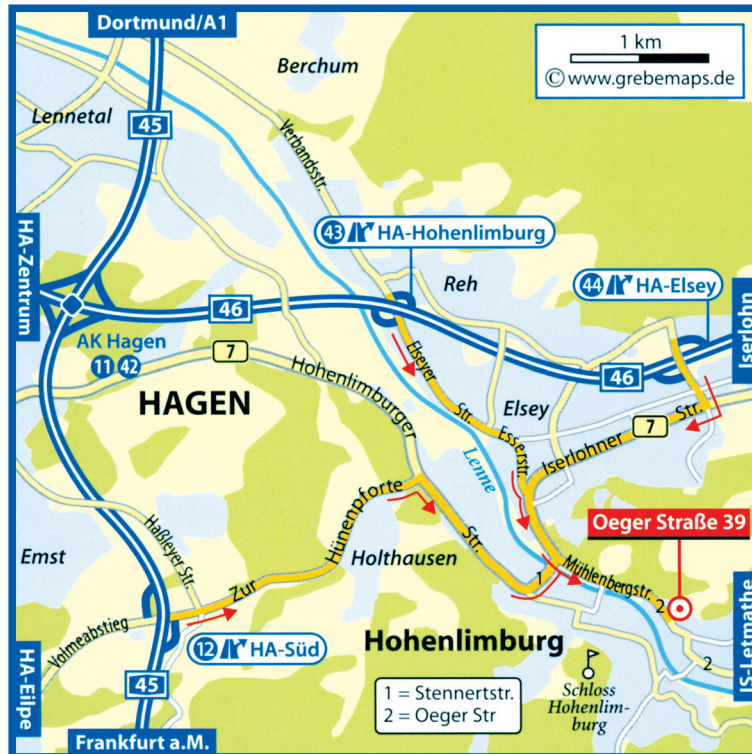 Dortmund/A1
Berchum
1 km
© www.grebemaps.de
Lennetal
45
Verbandsstr.
HA-Zentrum
43 HA-Hohenlimburg
Reh
44 HA-Elsey
Iserlohn
46
AK Hagen
11 42
7
Hohenlimburger
Str.
HAGEN
Elseyer
Str.
Elsey
46
Esserstr.
Iserlohner
Str.
7
Lenne
Zur
Hünenpforte
Oeger Straße 39
Haßleyer Str.
Emst
Holthausen
1
Mühlenbergstr.
2
Volmeabstieg
12 HA-Süd
Hohenlimburg
2
HA-Eilpe
45
1 = Stennertstr.
2 = Oeger Str
Schloss
Hohenlim-
burg
IS-Letmathe
Frankfurt a.M.